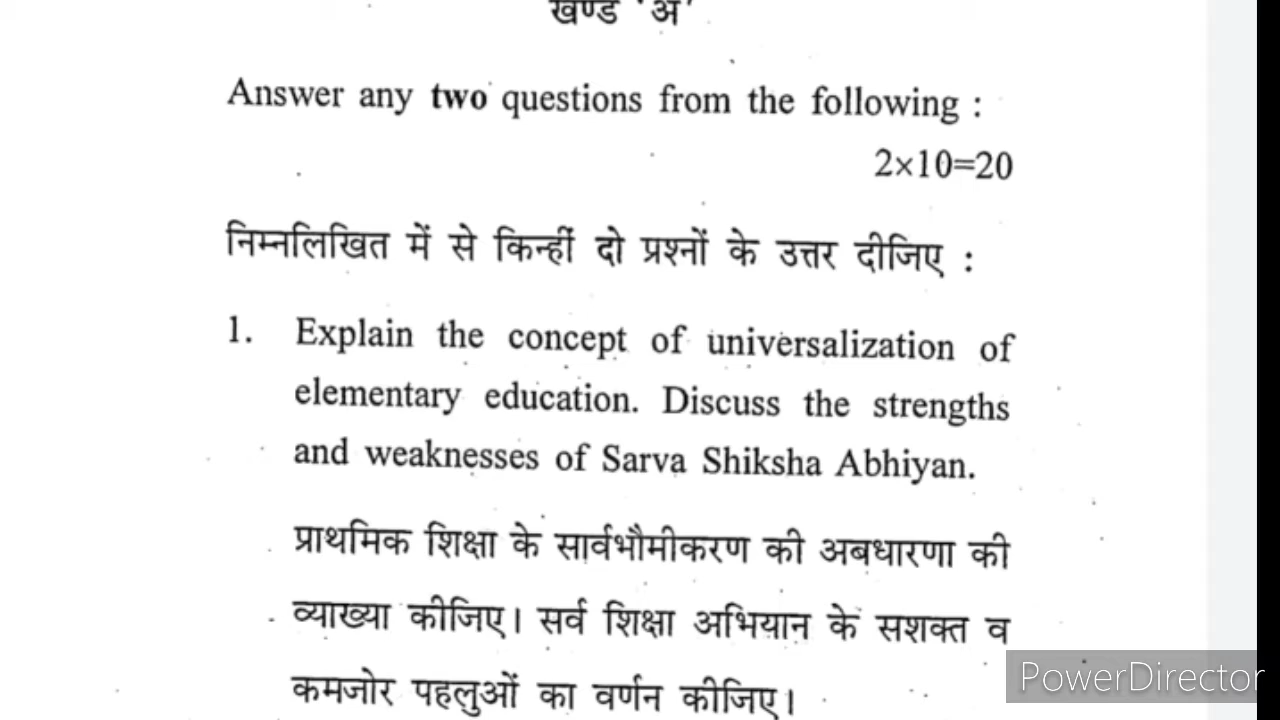 खण्ड 'अ'
Answer any two questions from the following :
2×10=20
निम्नलिखित में से किन्हीं दो प्रश्नों के उत्तर दीजिए :
1. Explain the concept of universalization of
elementary education. Discuss the strengths
and weaknesses of Sarva Shiksha Abhiyan.
प्राथमिक शिक्षा के सार्वभौमीकरण की अबधारणा की
व्याख्या कीजिए। सर्व शिक्षा अभियान के सशक्त व
कमजोर पहलुओं का वर्णन कीजिए।
PowerDirector